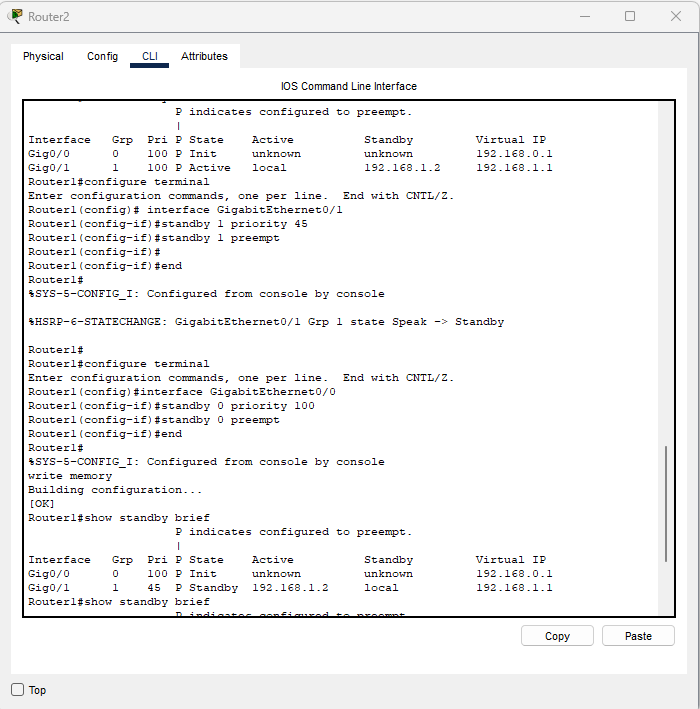 Router2
Physical Config CLI Attributes
IOS Command Line Interface
P indicates configured to preempt.
|
Interface Grp Pri P State Active Standby Virtual IP
Gig0/0 0 100 P Init unknown unknown 192.168.0.1
Gig0/1 1 100 P Active local 192.168.1.2 192.168.1.1
Router1#configure terminal
Enter configuration commands, one per line. End with CNTL/Z.
Router1(config)# interface GigabitEthernet0/1
Router1(config-if)#standby 1 priority 45
Router1(config-if)#standby 1 preempt
Router1(config-if)#
Router1(config-if)#end
Router1#
%SYS-5-CONFIG_I: Configured from console by console
%HSRP-6-STATECHANGE: GigabitEthernet0/1 Grp 1 state Speak -> Standby
Router1#
Router1#configure terminal
Enter configuration commands, one per line. End with CNTL/Z.
Router1(config)#interface GigabitEthernet0/0
Router1(config-if)#standby 0 priority 100
Router1(config-if)#standby 0 preempt
Router1(config-if)#end
Router1#
%SYS-5-CONFIG_I: Configured from console by console
write memory
Building configuration...
[OK]
Router1#show standby brief
P indicates configured to preempt.
|
Interface Grp Pri P State Active Standby Virtual IP
Gig0/0 0 100 P Init unknown unknown 192.168.0.1
Gig0/1 1 45 P Standby 192.168.1.2 local 192.168.1.1
Router1#show standby brief
P indicates configured to preempt.
Copy Paste
Top